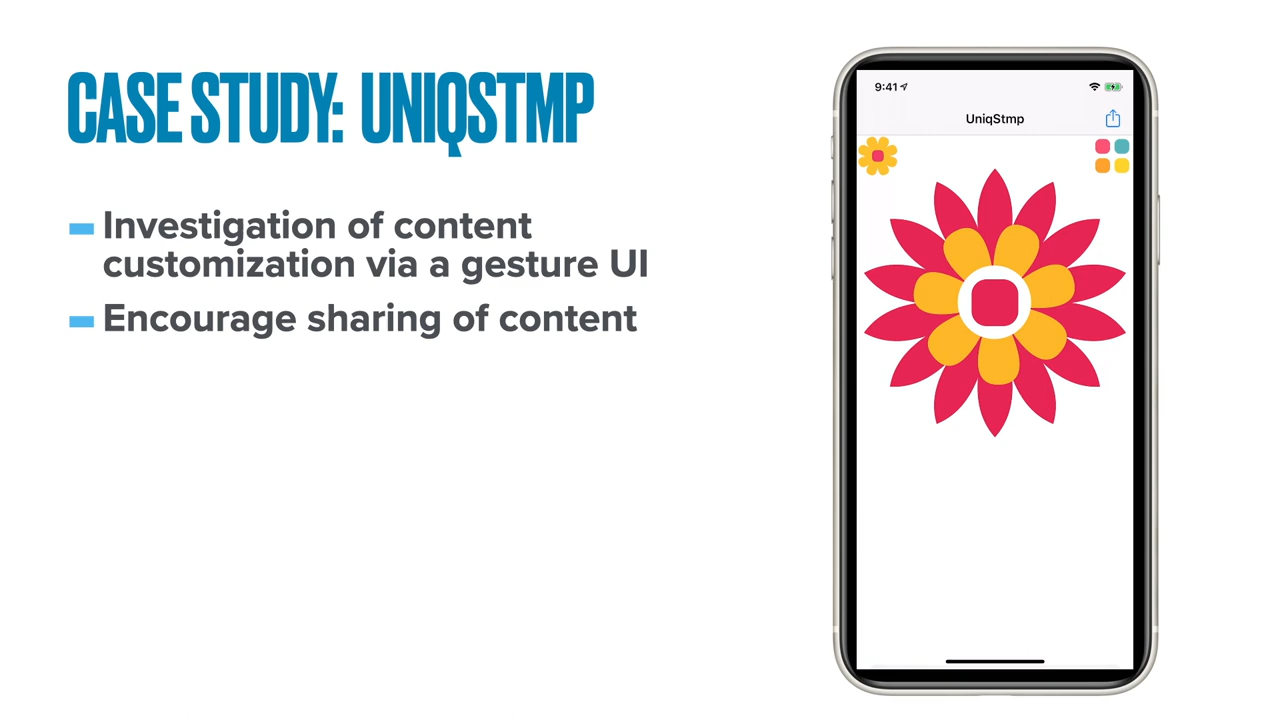 CASE STUDY: UNIQSTMP
Investigation of content
customization via a gesture UI
Encourage sharing of content
9:41
UniqStmp